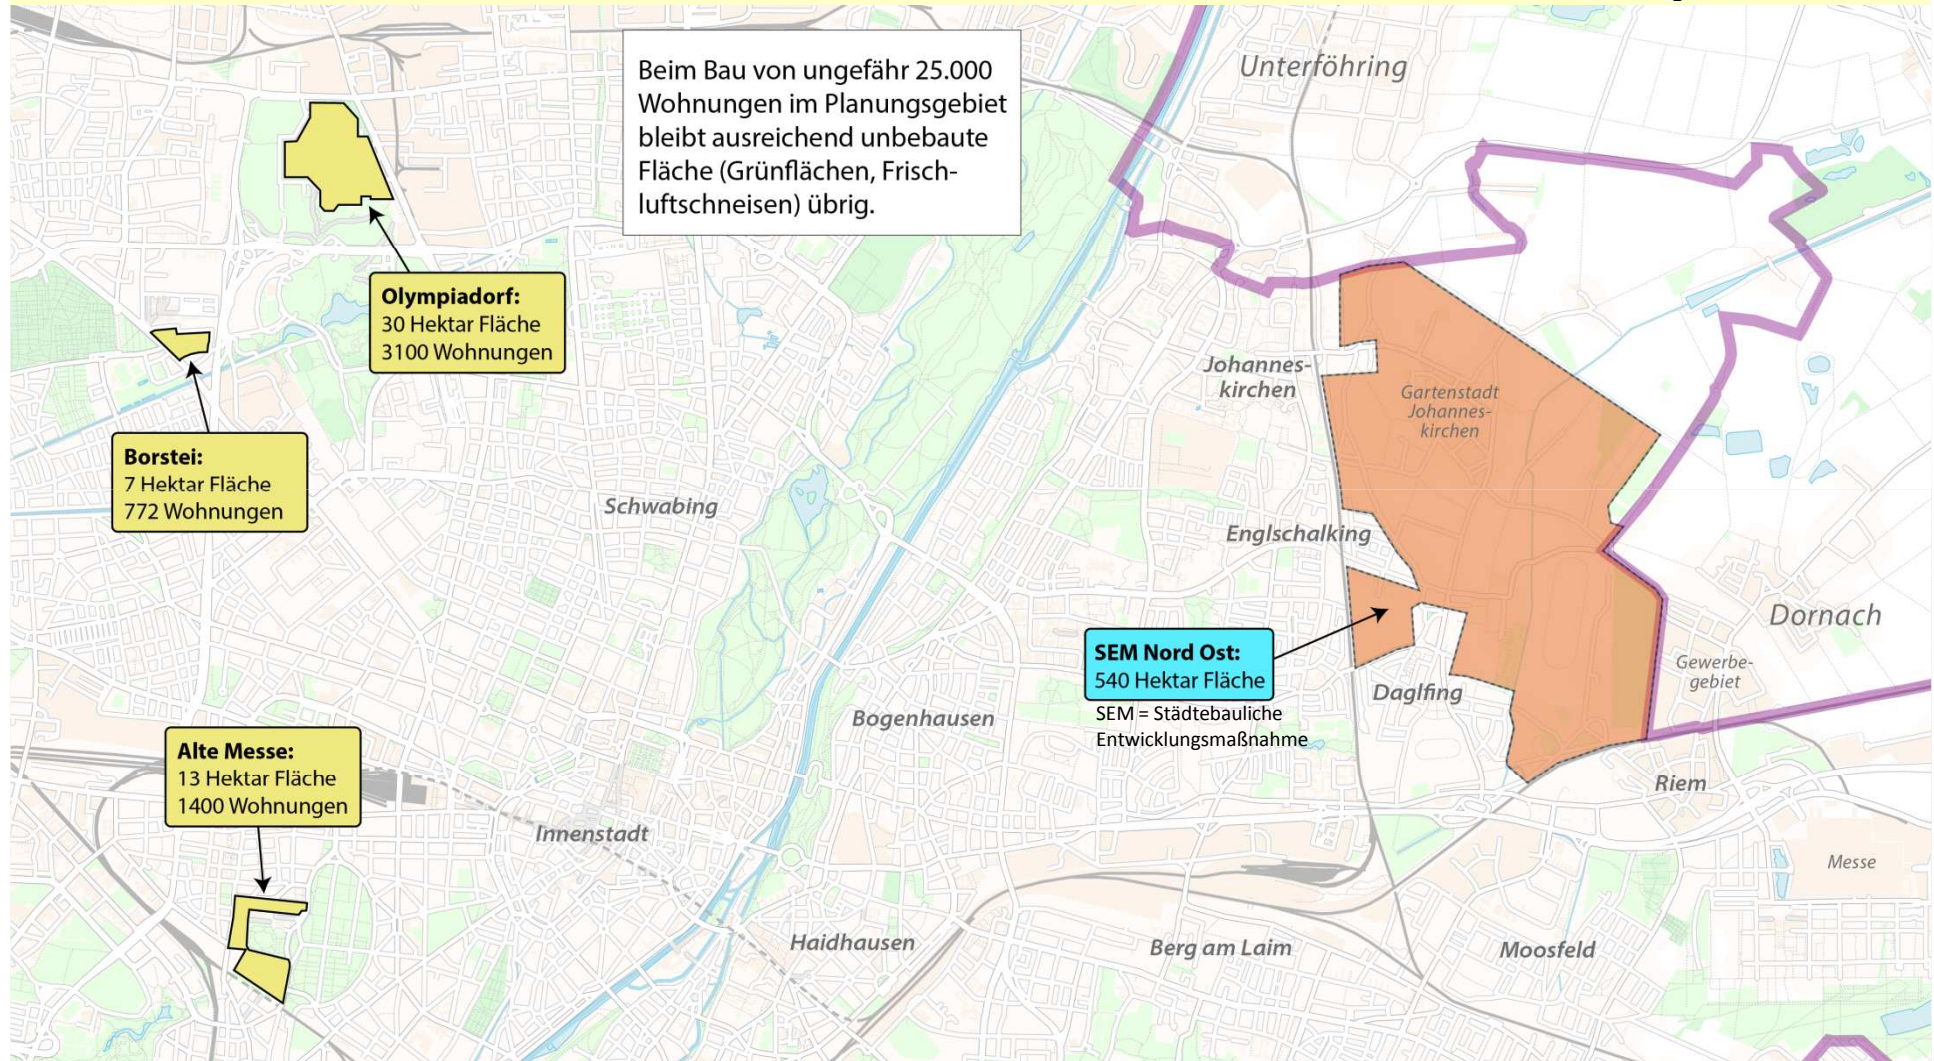 Beim Bau von ungefähr 25.000
Wohnungen im Planungsgebiet
bleibt ausreichend unbebaute
Fläche (Grünflächen, Frisch-
luftschneisen) übrig.
Unterföhring
Olympiadorf:
30 Hektar Fläche
3100 Wohnungen
Johannes-
kirchen
Gartenstadt
Johannes-
kirchen
Borstei:
7 Hektar Fläche
772 Wohnungen
Schwabing
Englschalking
Dornach
SEM Nord Ost:
540 Hektar Fläche
SEM = Städtebauliche
Entwicklungsmaßnahme
Daglfing
Gewerbe-
gebiet
Bogenhausen
Alte Messe:
13 Hektar Fläche
1400 Wohnungen
Riem
Innenstadt
Messe
Haidhausen
Berg am Laim
Moosfeld